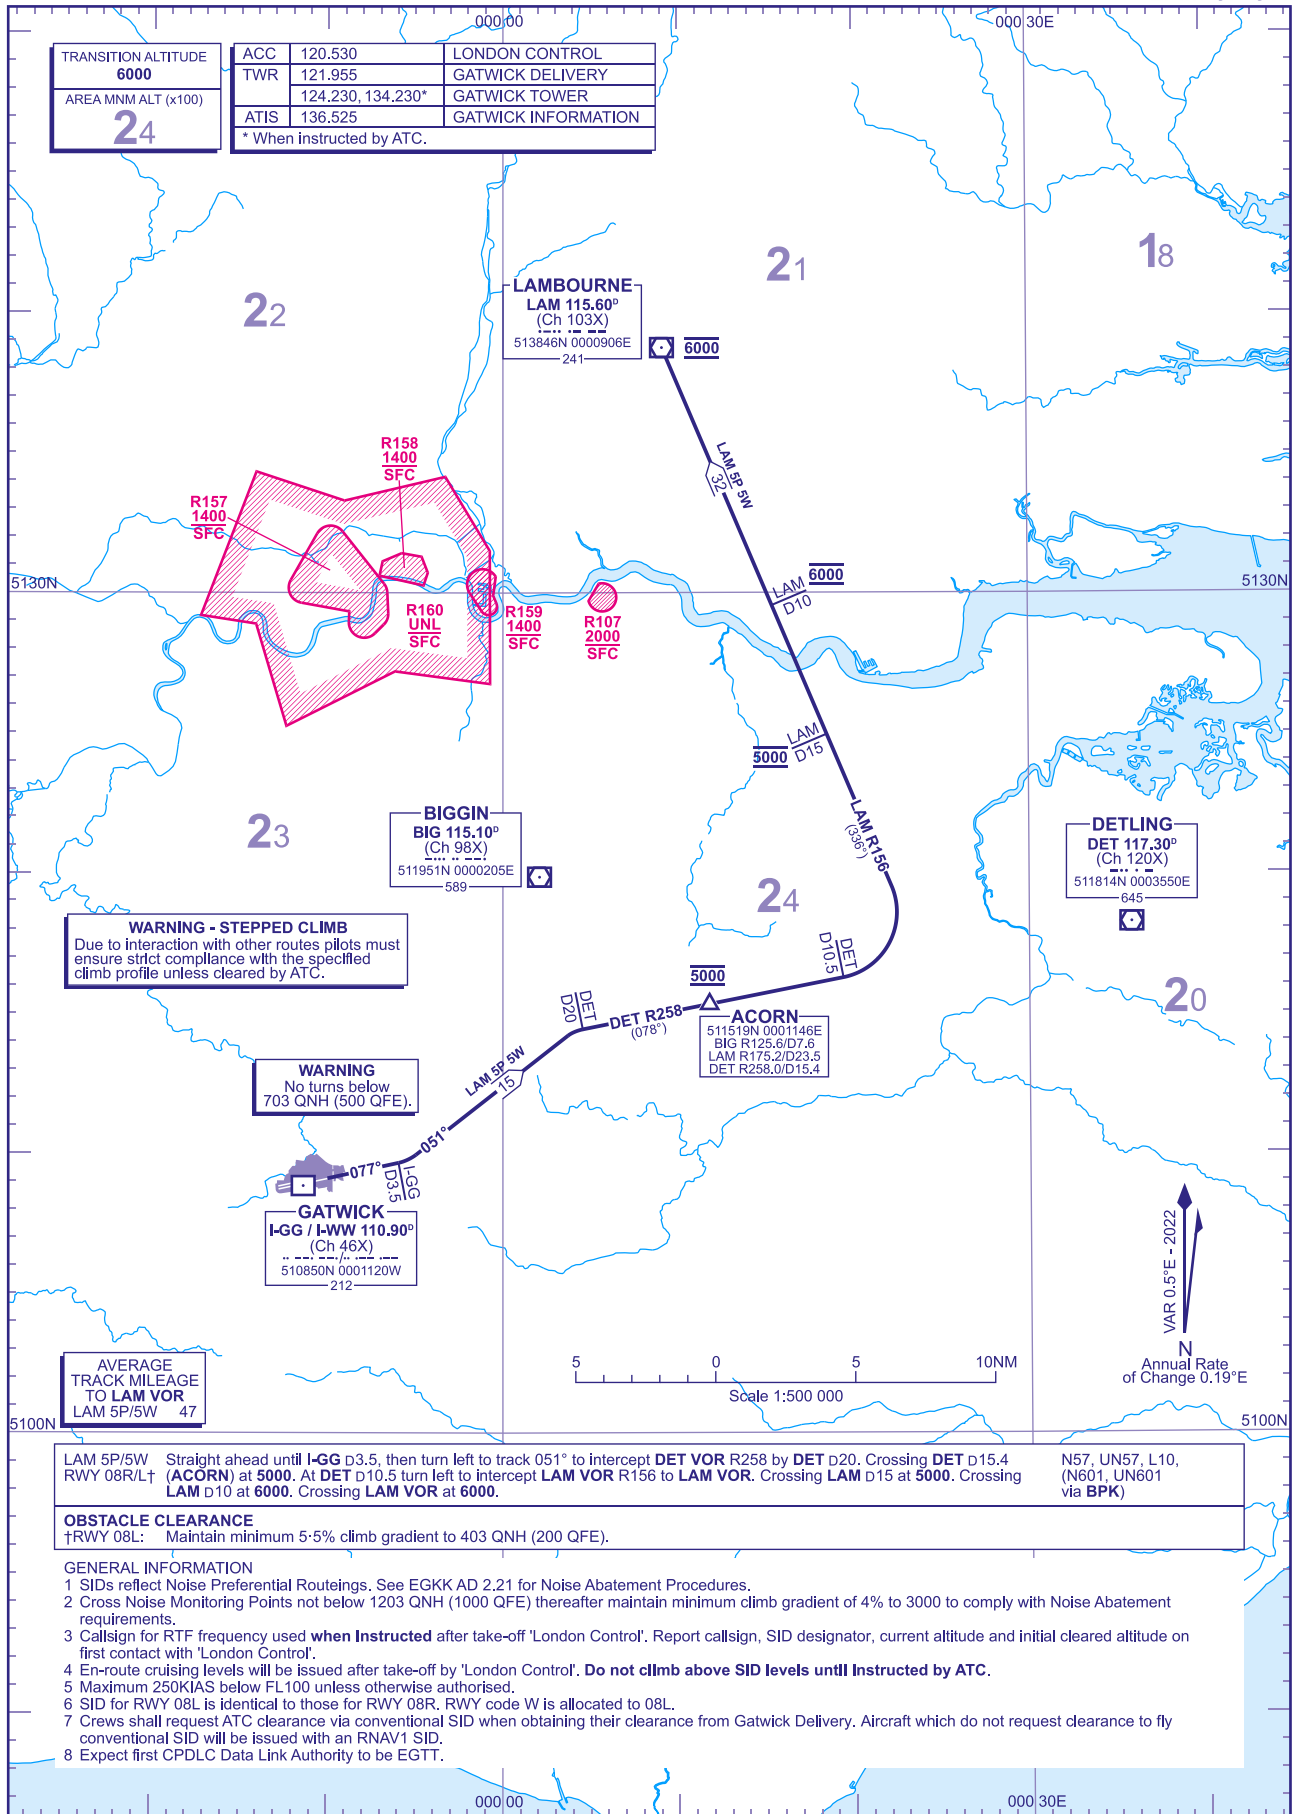 000 00
000 30E
TRANSITION ALTITUDE
6000
AREA MNM ALT (x100)
24
ACC 120.530 LONDON CONTROL
TWR 121.955 GATWICK DELIVERY
124.230, 134.230* GATWICK TOWER
ATIS 136.525 GATWICK INFORMATION
* When instructed by ATC.
21
18
22
LAMBOURNE
LAM 115.60ᴰ
(Ch 103X)
513846N 0000906E
241
6000
R158
1400
SFC
R157
1400
SFC
LAM 5P 5W
32
5130N
5130N
6000
LAM
D10
R160
UNL
SFC
R159
1400
SFC
R107
2000
SFC
5000
LAM
D15
LAM R156
(336°)
23
BIGGIN
BIG 115.10ᴰ
(Ch 98X)
511951N 0000205E
589
DETLING
DET 117.30ᴰ
(Ch 120X)
511814N 0003550E
645
24
WARNING - STEPPED CLIMB
Due to interaction with other routes pilots must
ensure strict compliance with the specified
climb profile unless cleared by ATC.
DET
D10.5
5000
20
DET
D20
DET R258
(078°)
ACORN
511519N 0001146E
BIG R125.6/D7.6
LAM R175.2/D23.5
DET R258.0/D15.4
WARNING
No turns below
703 QNH (500 QFE).
LAM 5P 5W
15
051°
077°
I-GG
D3.5
GATWICK
I-GG / I-WW 110.90ᴰ
(Ch 46X)
510850N 0001120W
212
VAR 0.5°E - 2022
N
Annual Rate
of Change 0.19°E
AVERAGE
TRACK MILEAGE
TO LAM VOR
LAM 5P/5W 47
5 0 5 10NM
Scale 1:500 000
5100N
5100N
LAM 5P/5W Straight ahead until I-GG D3.5, then turn left to track 051° to intercept DET VOR R258 by DET D20. Crossing DET D15.4 N57, UN57, L10,
RWY 08R/L† (ACORN) at 5000. At DET D10.5 turn left to intercept LAM VOR R156 to LAM VOR. Crossing LAM D15 at 5000. Crossing (N601, UN601
LAM D10 at 6000. Crossing LAM VOR at 6000. via BPK)
OBSTACLE CLEARANCE
†RWY 08L: Maintain minimum 5·5% climb gradient to 403 QNH (200 QFE).
GENERAL INFORMATION
1 SIDs reflect Noise Preferential Routeings. See EGKK AD 2.21 for Noise Abatement Procedures.
2 Cross Noise Monitoring Points not below 1203 QNH (1000 QFE) thereafter maintain minimum climb gradient of 4% to 3000 to comply with Noise Abatement
requirements.
3 Callsign for RTF frequency used when Instructed after take-off 'London Control'. Report callsign, SID designator, current altitude and initial cleared altitude on
first contact with 'London Control'.
4 En-route cruising levels will be issued after take-off by 'London Control'. Do not climb above SID levels until Instructed by ATC.
5 Maximum 250KIAS below FL100 unless otherwise authorised.
6 SID for RWY 08L is identical to those for RWY 08R. RWY code W is allocated to 08L.
7 Crews shall request ATC clearance via conventional SID when obtaining their clearance from Gatwick Delivery. Aircraft which do not request clearance to fly
conventional SID will be issued with an RNAV1 SID.
8 Expect first CPDLC Data Link Authority to be EGTT.
000 00
000 30E